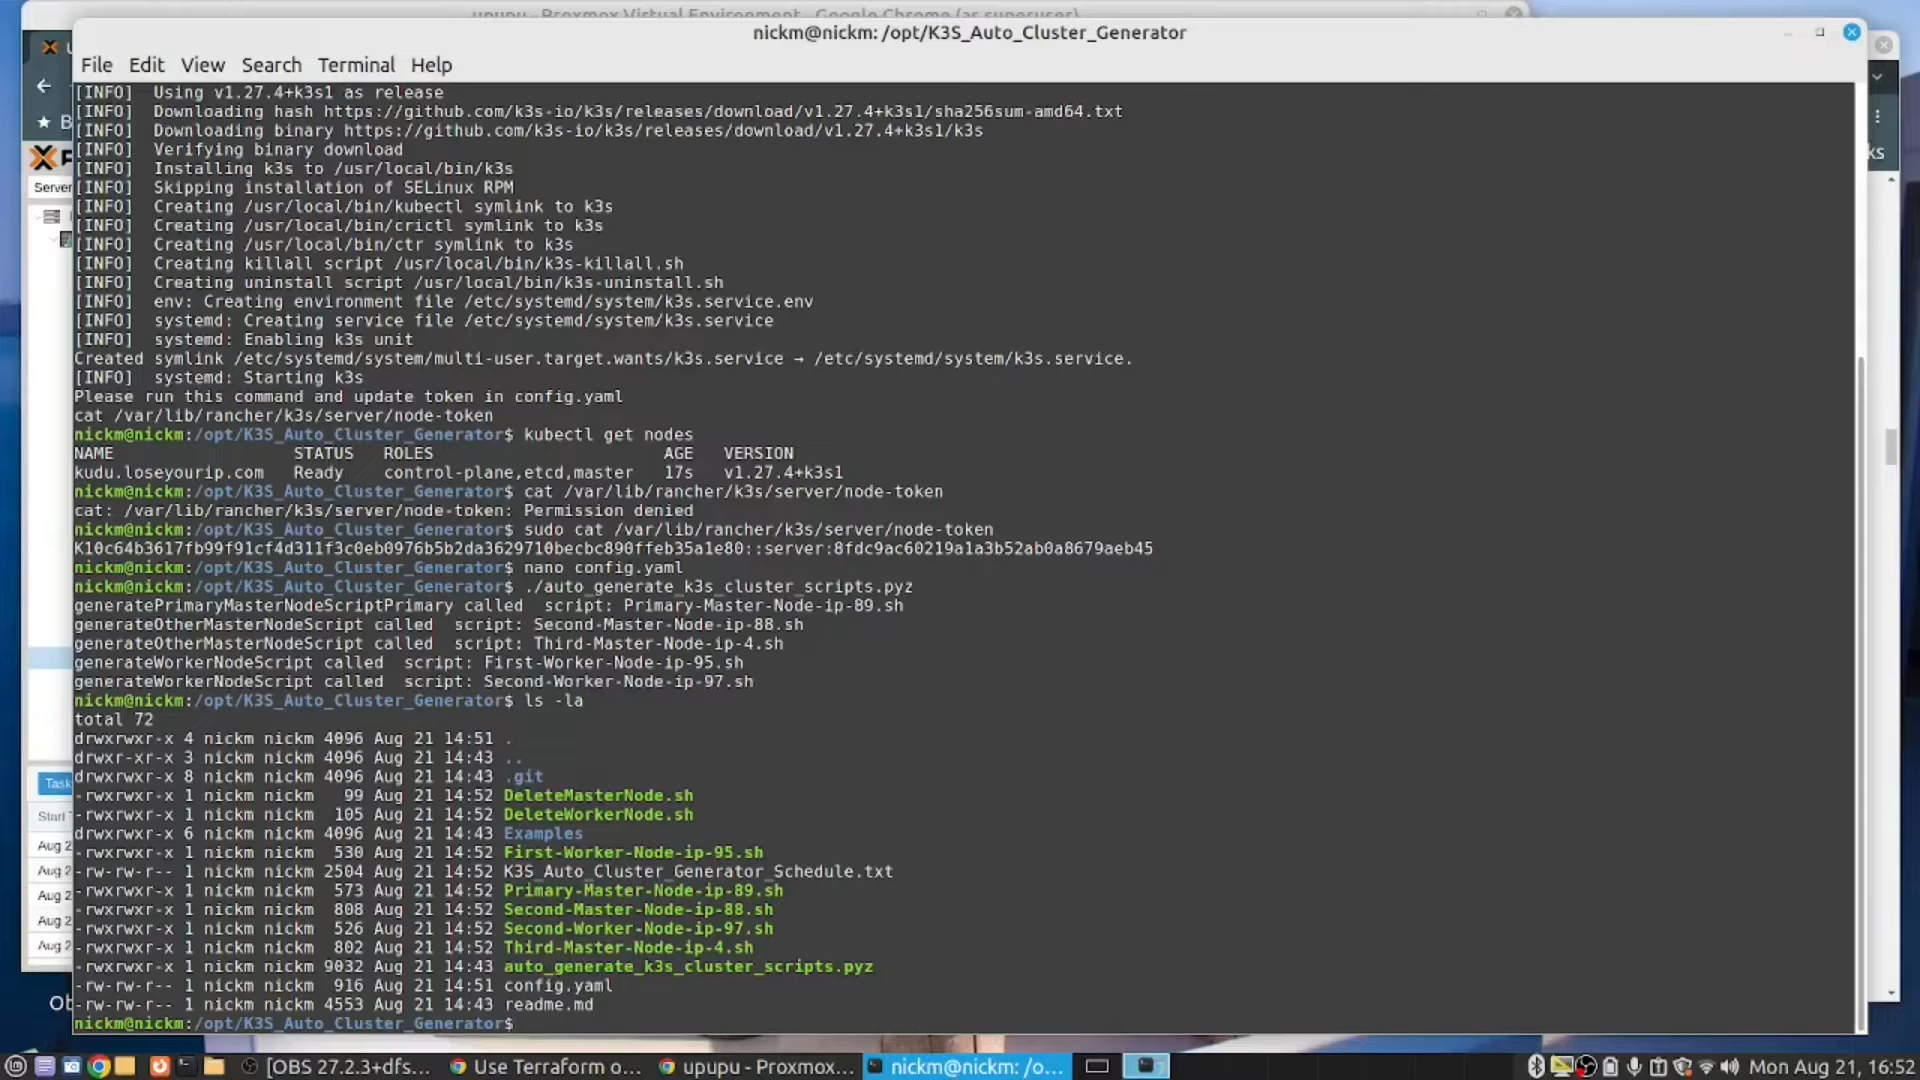 upupu - Proxmox Virtual Environment - Google Chrome (as superuser)
nickm@nickm: /opt/K3S_Auto_Cluster_Generator
File Edit View Search Terminal Help
[INFO]  Using v1.27.4+k3s1 as release
[INFO]  Downloading hash https://github.com/k3s-io/k3s/releases/download/v1.27.4+k3s1/sha256sum-amd64.txt
[INFO]  Downloading binary https://github.com/k3s-io/k3s/releases/download/v1.27.4+k3s1/k3s
[INFO]  Verifying binary download
[INFO]  Installing k3s to /usr/local/bin/k3s
[INFO]  Skipping installation of SELinux RPM
[INFO]  Creating /usr/local/bin/kubectl symlink to k3s
[INFO]  Creating /usr/local/bin/crictl symlink to k3s
[INFO]  Creating /usr/local/bin/ctr symlink to k3s
[INFO]  Creating killall script /usr/local/bin/k3s-killall.sh
[INFO]  Creating uninstall script /usr/local/bin/k3s-uninstall.sh
[INFO]  env: Creating environment file /etc/systemd/system/k3s.service.env
[INFO]  systemd: Creating service file /etc/systemd/system/k3s.service
[INFO]  systemd: Enabling k3s unit
Created symlink /etc/systemd/system/multi-user.target.wants/k3s.service → /etc/systemd/system/k3s.service.
[INFO]  systemd: Starting k3s
Please run this command and update token in config.yaml
cat /var/lib/rancher/k3s/server/node-token
nickm@nickm:/opt/K3S_Auto_Cluster_Generator$ kubectl get nodes
NAME                  STATUS   ROLES                       AGE   VERSION
kudu.loseyourip.com   Ready    control-plane,etcd,master   17s   v1.27.4+k3s1
nickm@nickm:/opt/K3S_Auto_Cluster_Generator$ cat /var/lib/rancher/k3s/server/node-token
cat: /var/lib/rancher/k3s/server/node-token: Permission denied
nickm@nickm:/opt/K3S_Auto_Cluster_Generator$ sudo cat /var/lib/rancher/k3s/server/node-token
K10c64b3617fb99f91cf4d311f3c0eb0976b5b2da3629710becbc890ffeb35a1e80::server:8fdc9ac60219a1a3b52ab0a8679aeb45
nickm@nickm:/opt/K3S_Auto_Cluster_Generator$ nano config.yaml
nickm@nickm:/opt/K3S_Auto_Cluster_Generator$ ./auto_generate_k3s_cluster_scripts.pyz
generatePrimaryMasterNodeScriptPrimary called  script: Primary-Master-Node-ip-89.sh
generateOtherMasterNodeScript called  script: Second-Master-Node-ip-88.sh
generateOtherMasterNodeScript called  script: Third-Master-Node-ip-4.sh
generateWorkerNodeScript called  script: First-Worker-Node-ip-95.sh
generateWorkerNodeScript called  script: Second-Worker-Node-ip-97.sh
nickm@nickm:/opt/K3S_Auto_Cluster_Generator$ ls -la
total 72
drwxrwxr-x 4 nickm nickm 4096 Aug 21 14:51 .
drwxr-xr-x 3 nickm nickm 4096 Aug 21 14:43 ..
drwxrwxr-x 8 nickm nickm 4096 Aug 21 14:43 .git
-rwxrwxr-x 1 nickm nickm   99 Aug 21 14:52 DeleteMasterNode.sh
-rwxrwxr-x 1 nickm nickm  105 Aug 21 14:52 DeleteWorkerNode.sh
drwxrwxr-x 6 nickm nickm 4096 Aug 21 14:43 Examples
-rwxrwxr-x 1 nickm nickm  530 Aug 21 14:52 First-Worker-Node-ip-95.sh
-rw-rw-r-- 1 nickm nickm 2504 Aug 21 14:52 K3S_Auto_Cluster_Generator_Schedule.txt
-rwxrwxr-x 1 nickm nickm  573 Aug 21 14:52 Primary-Master-Node-ip-89.sh
-rwxrwxr-x 1 nickm nickm  808 Aug 21 14:52 Second-Master-Node-ip-88.sh
-rwxrwxr-x 1 nickm nickm  526 Aug 21 14:52 Second-Worker-Node-ip-97.sh
-rwxrwxr-x 1 nickm nickm  802 Aug 21 14:52 Third-Master-Node-ip-4.sh
-rwxrwxr-x 1 nickm nickm 9032 Aug 21 14:43 auto_generate_k3s_cluster_scripts.pyz
-rw-rw-r-- 1 nickm nickm  916 Aug 21 14:51 config.yaml
-rw-rw-r-- 1 nickm nickm 4553 Aug 21 14:43 readme.md
nickm@nickm:/opt/K3S_Auto_Cluster_Generator$
Server
ks
Task
Start
Aug 2
Aug 2
Aug 2
Aug 2
Aug 2
[OBS 27.2.3+dfs... Use Terraform o... upupu - Proxmox... nickm@nickm: /o... Mon Aug 21, 16:52